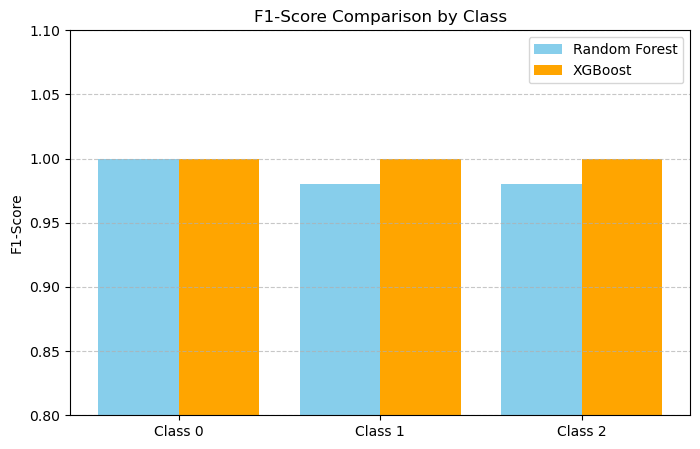 F1-Score Comparison by Class
Random Forest
XGBoost
F1-Score
1.10
1.05
1.00
0.95
0.90
0.85
0.80
Class 0
Class 1
Class 2